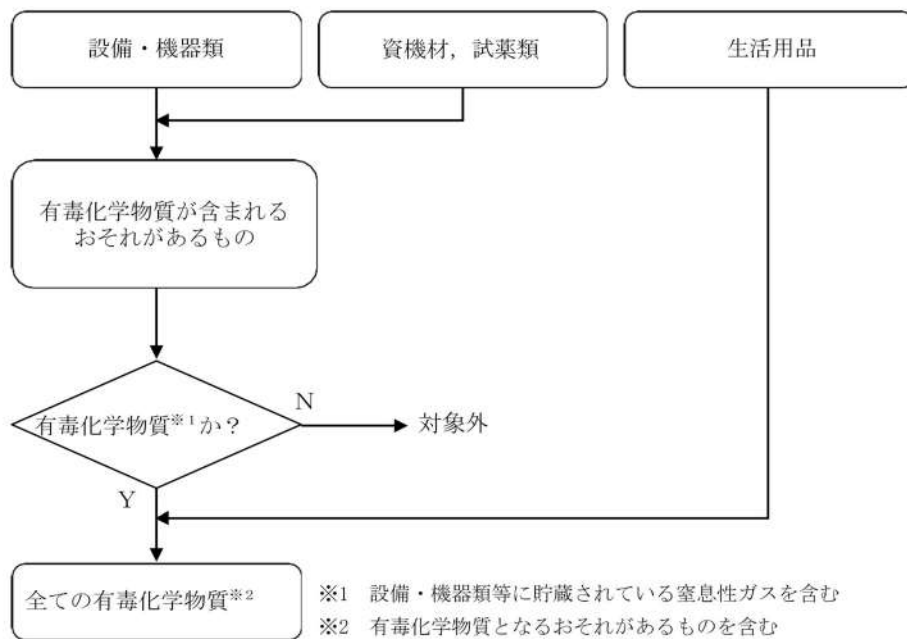 設備・機器類
資機材，試薬類
生活用品
有毒化学物質が含まれる
おそれがあるもの
有毒化学物質※1か？
N
対象外
Y
全ての有毒化学物質※2
※1 設備・機器類等に貯蔵されている窒息性ガスを含む
※2 有毒化学物質となるおそれがあるものを含む